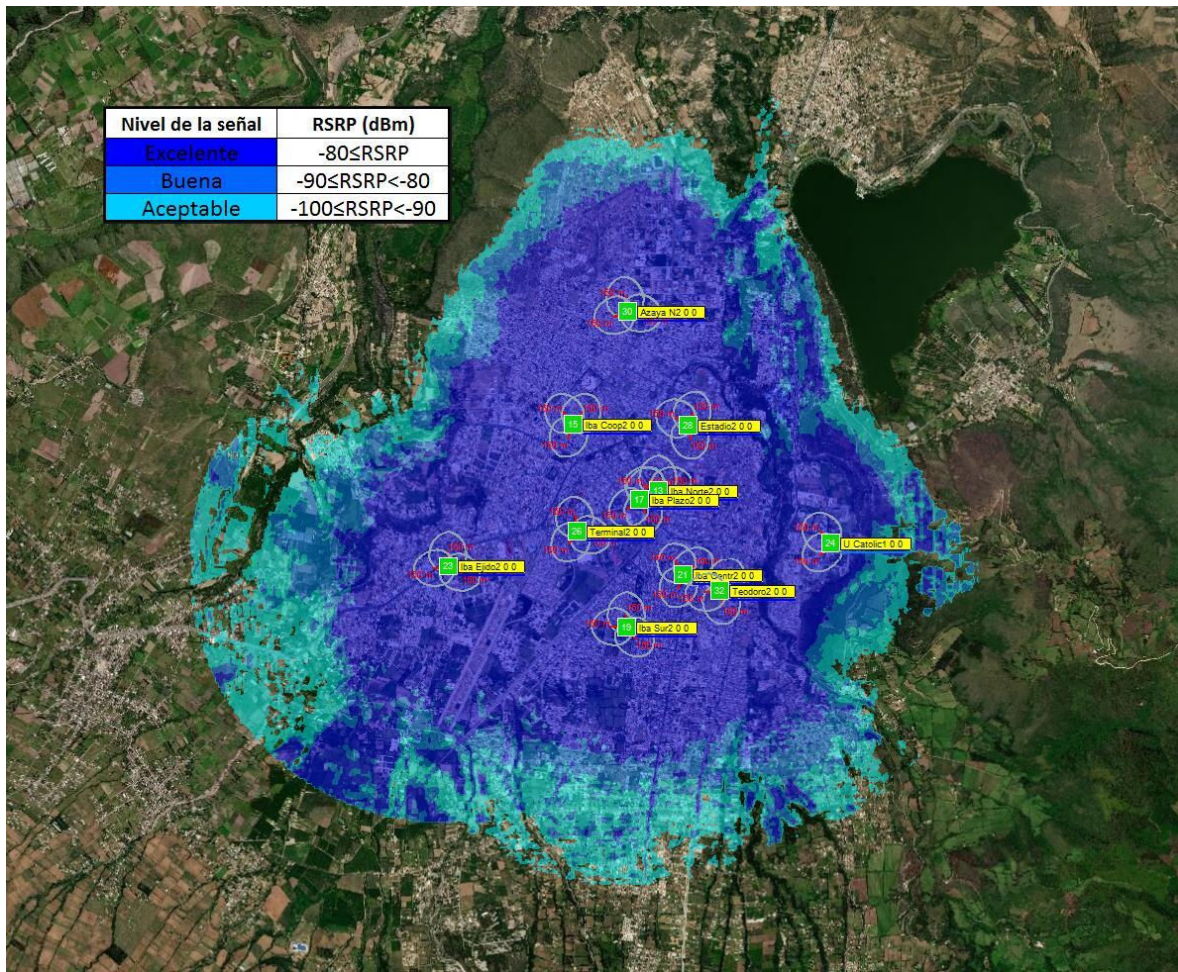 Nivel de la señal RSRP (dBm)
Excelente -80≤RSRP
Buena -90≤RSRP<-80
Aceptable -100≤RSRP<-90
30 Azaya N2 0 0
15 Iba Coop2 0 0
28 Estadio2 0 0
13 Iba Norte2 0 0
17 Iba Plazo2 0 0
26 Terminal2 0 0
24 U Catolic1 0 0
23 Iba Ejido2 0 0
21 Iba Centr2 0 0
32 Teodoro2 0 0
19 Iba Sur2 0 0